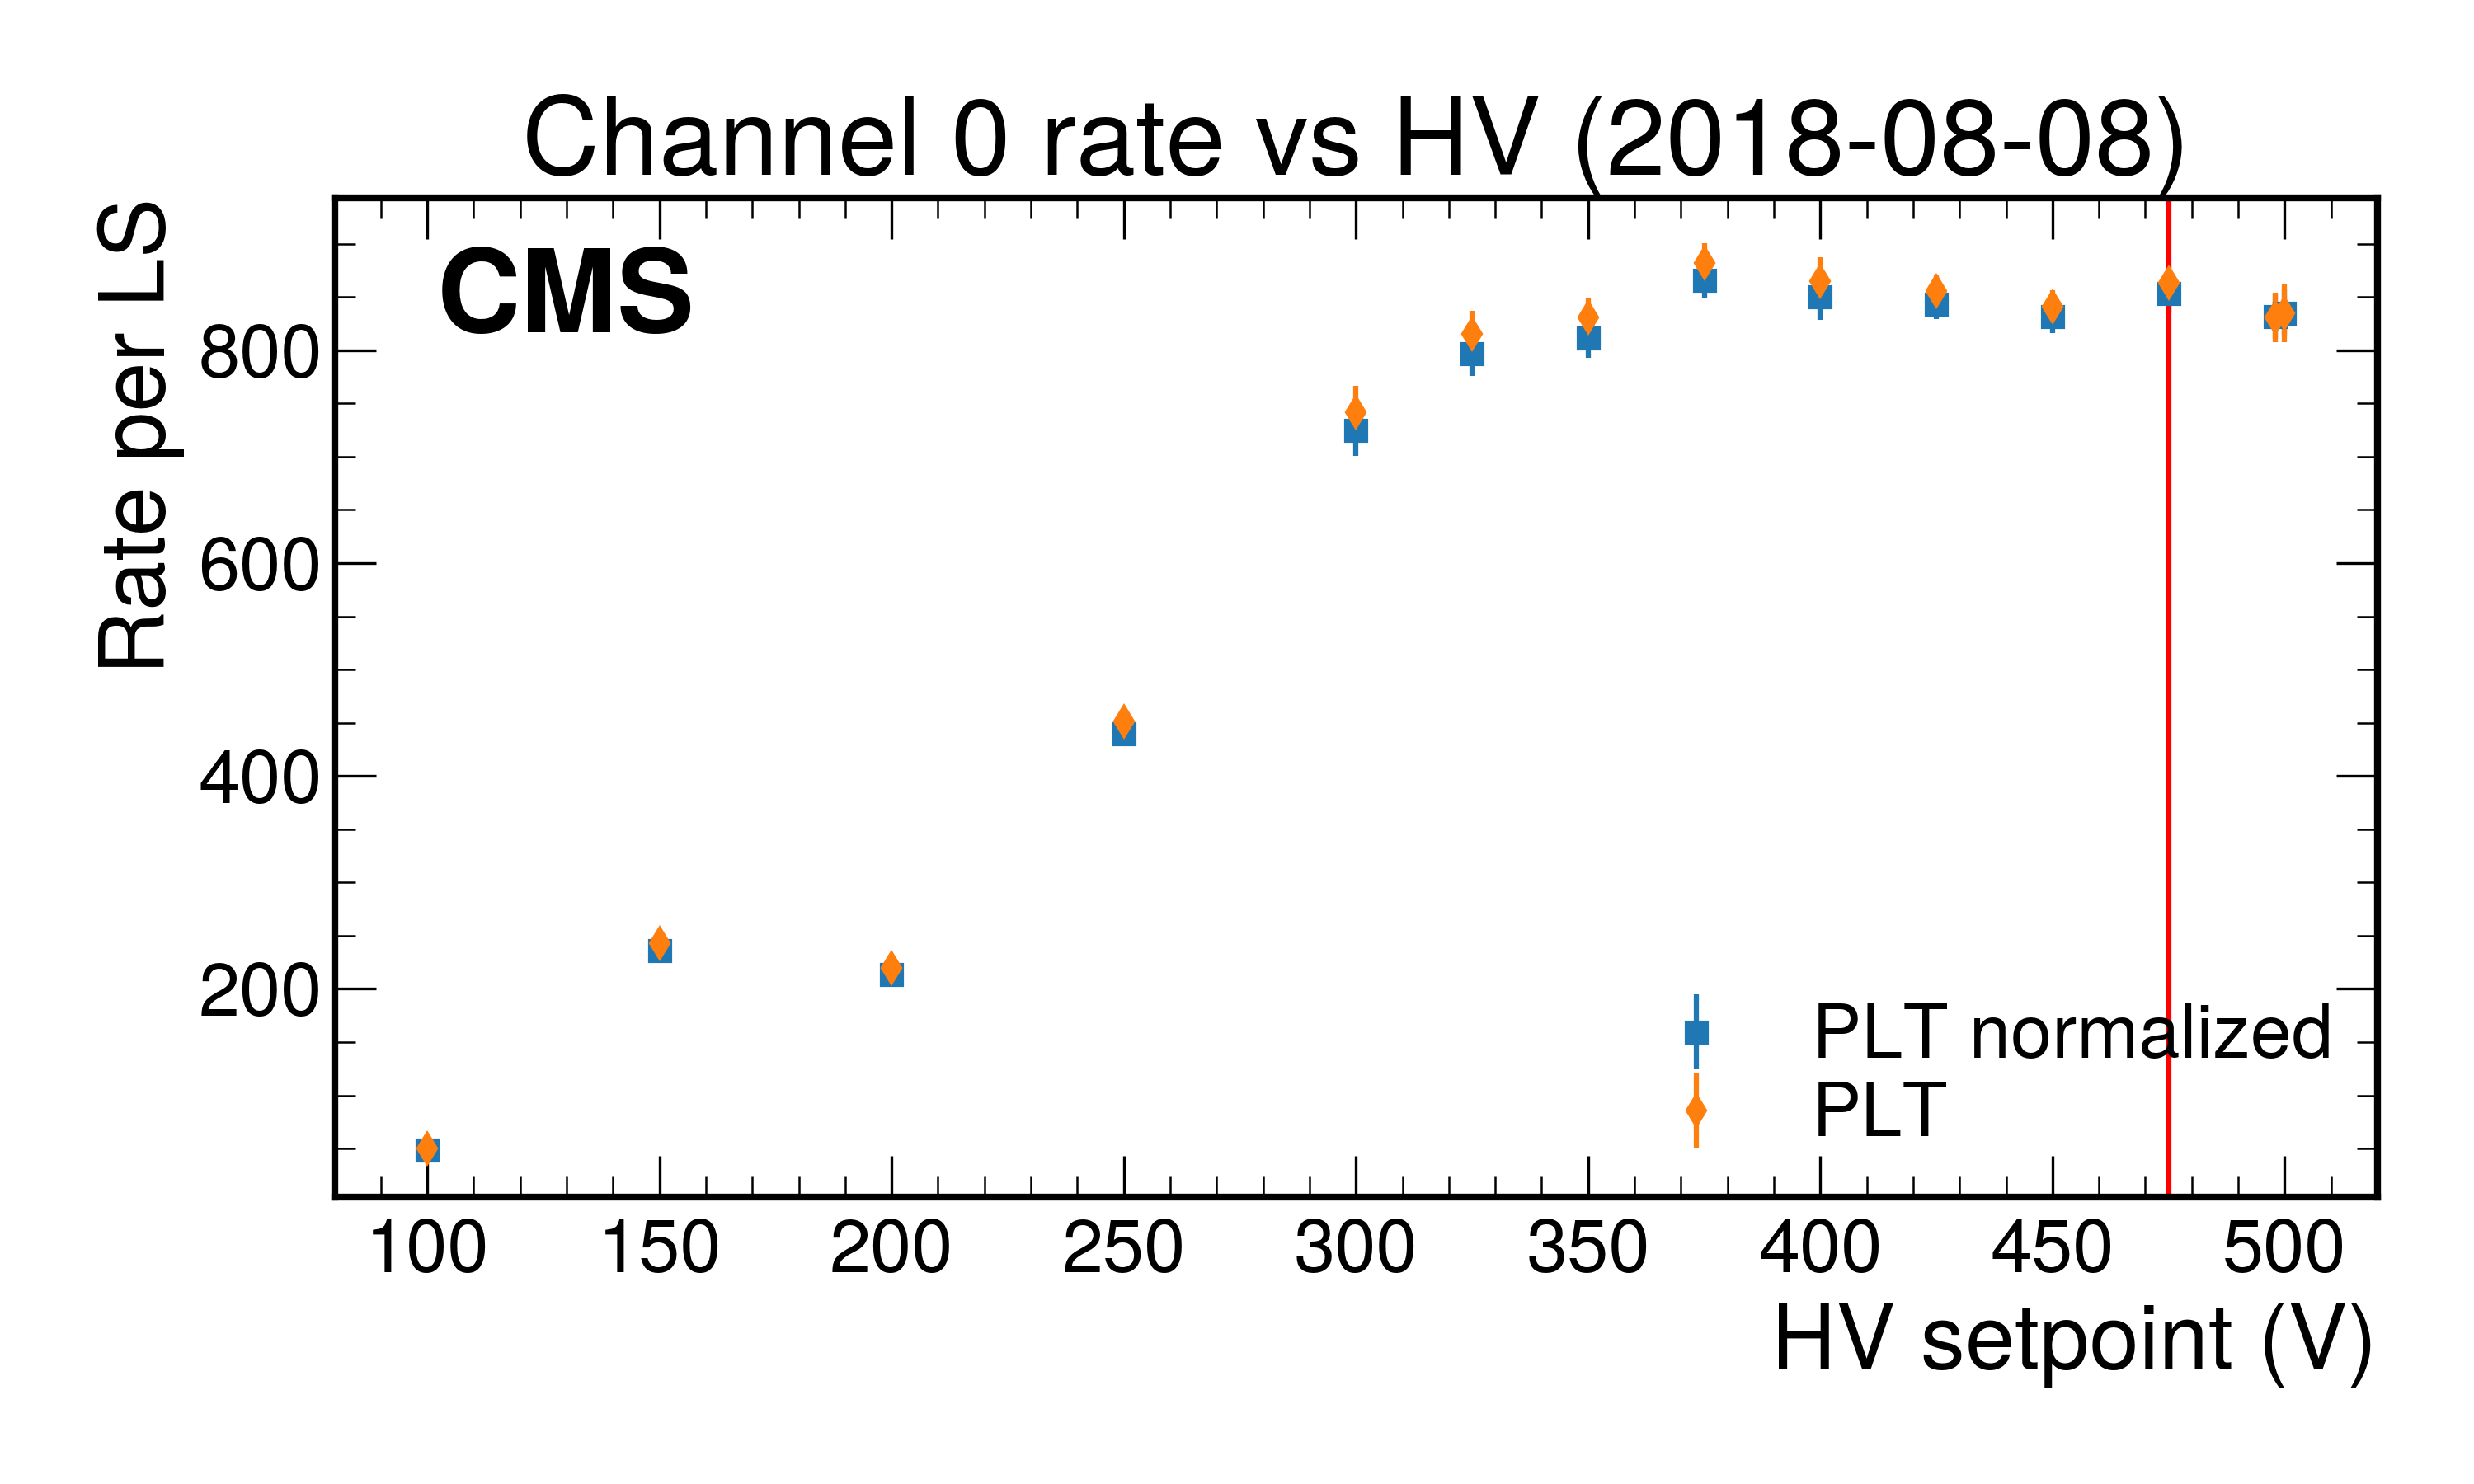 Channel 0 rate vs HV (2018-08-08)
CMS
Rate per LS
800
600
400
200
PLT normalized
PLT
100 150 200 250 300 350 400 450 500
HV setpoint (V)